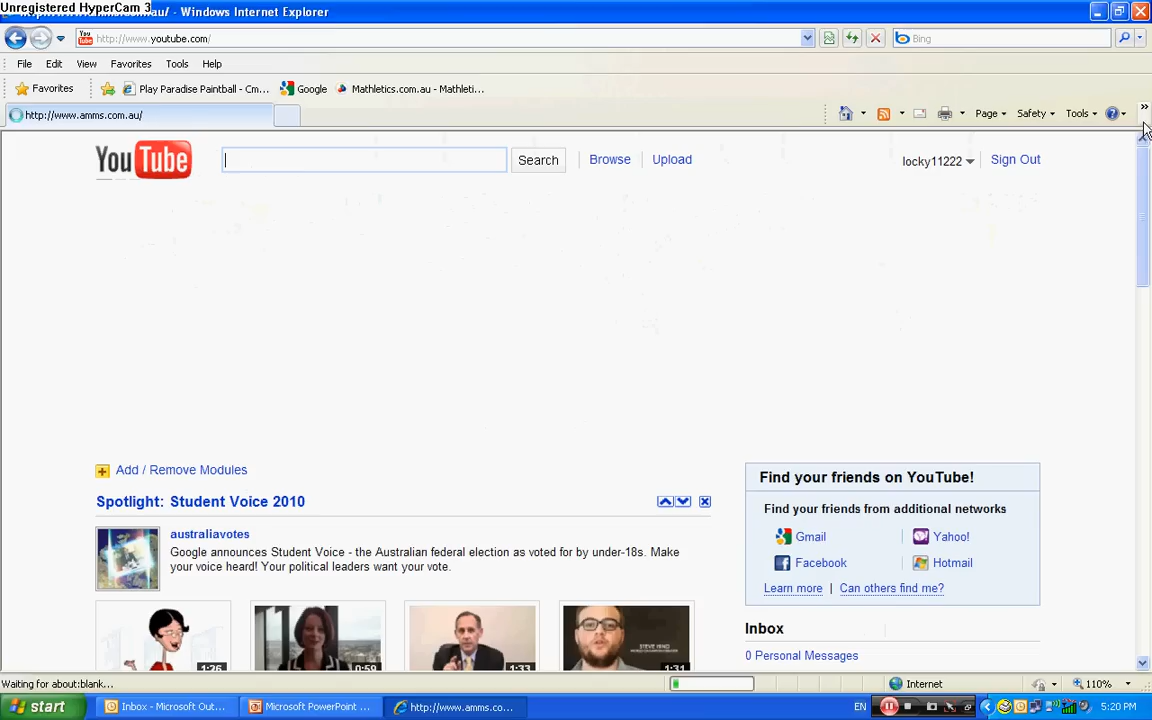 Unregistered HyperCam 3
au/ - Windows Internet Explorer
http://www.youtube.com/
Bing
File Edit View Favorites Tools Help
Favorites Play Paradise Paintball - Cm... Google Mathletics.com.au - Mathleti...
http://www.amms.com.au/ Page Safety Tools
YouTube Search Browse Upload locky11222 Sign Out
Add / Remove Modules
Spotlight: Student Voice 2010
australiavotes
Google announces Student Voice - the Australian federal election as voted for by under-18s. Make
your voice heard! Your political leaders want your vote.
1:26 0:59 1:33 STEVE HIND 1:31
Find your friends on YouTube!
Find your friends from additional networks
Gmail Yahoo!
Facebook Hotmail
Learn more | Can others find me?
Inbox
0 Personal Messages
Waiting for about:blank... Internet 110%
start Inbox - Microsoft Out... Microsoft PowerPoint ... http://www.amms.co... EN 5:20 PM